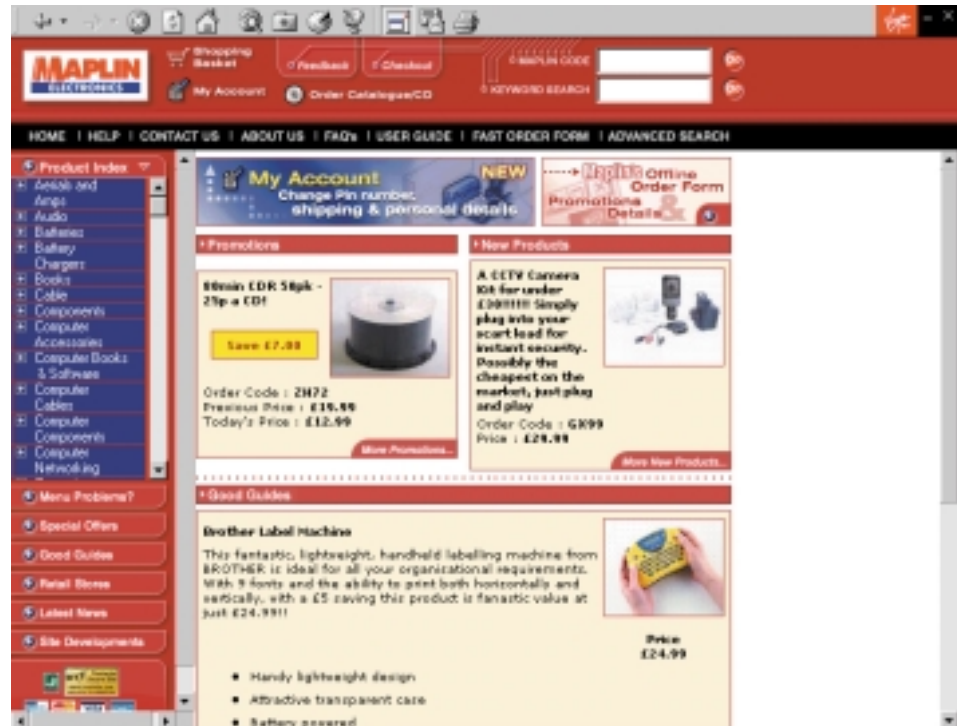 MAPLIN
ELECTRONICS
Shopping
Basket
My Account
Feedback
Checkout
Order Catalogue/CD
MAPLIN CODE
Go
KEYWORD SEARCH
Go
HOME | HELP | CONTACT US | ABOUT US | FAQs | USER GUIDE | FAST ORDER FORM | ADVANCED SEARCH
Product Index
Aerials and
Amps
Audio
Batteries
Battery
Chargers
Books
Cable
Components
Computer
Accessories
Computer Books
& Software
Computer
Cables
Computer
Components
Computer
Networking
Menu Problems?
Special Offers
Good Guides
Retail Stores
Latest News
Site Developments
My Account
NEW
Change Pin number,
shipping & personal details
Maplin's Offline
Order Form
Promotions &
Details
Promotions
80min CDR 50pk -
25p a CD!
Save £7.00
Order Code : ZH72
Previous Price : £19.99
Today's Price : £12.99
More Promotions...
New Products
A CCTV Camera
Kit for under
£30!!!!!! Simply
plug into your
scart lead for
instant security.
Possibly the
cheapest on the
market, just plug
and play
Order Code : GX99
Price : £29.99
More New Products...
Good Guides
Brother Label Machine
This fantastic, lightweight, handheld labelling machine from
BROTHER is ideal for all your organisational requirements.
With 9 fonts and the ability to print both horizontally and
vertically, with a £5 saving this product is fanastic value at
just £24.99!!
Price
£24.99
Handy lightweight design
Attractive transparent case
Battery powered